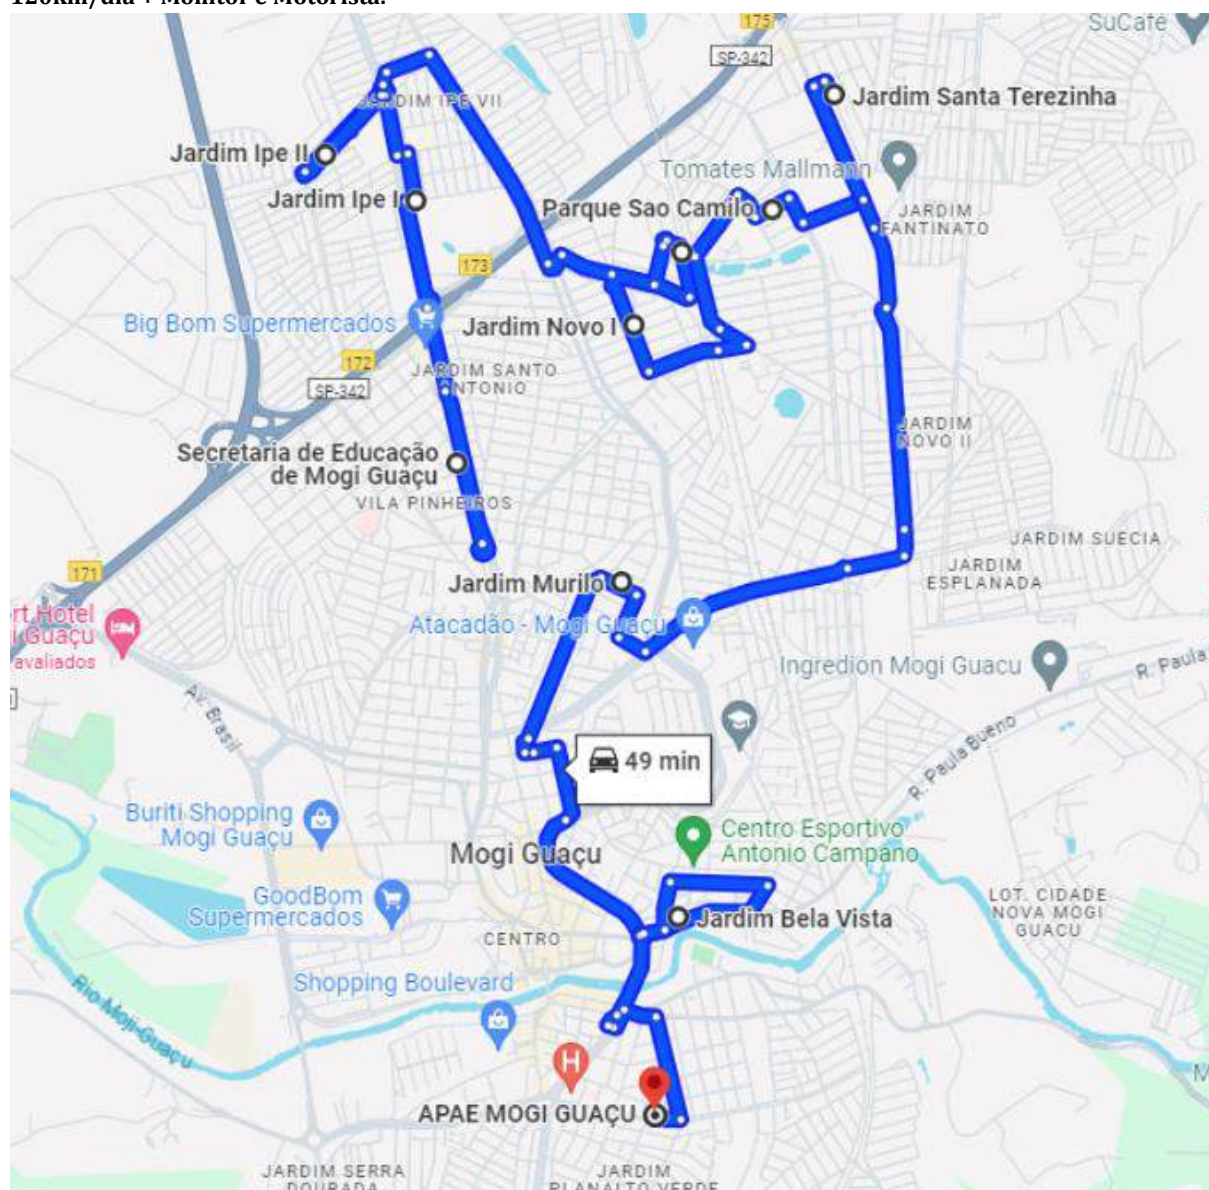 120km/dia + Monitor e Motorista.
175
SuCafé
SP-342
JARDIM IPE VII
Jardim Santa Terezinha
Jardim Ipe II
Tomates Mallmann
Jardim Ipe I
Parque Sao Camilo
JARDIM
FANTINATO
173
Big Bom Supermercados
Jardim Novo I
172
JARDIM SANTO
ANTONIO
SP-342
JARDIM
NOVO II
Secretaria de Educação
de Mogi Guaçu
VILA PINHEIROS
JARDIM SUECIA
171
JARDIM
ESPLANADA
Jardim Murilo
rt Hotel
i Guaçu
avaliados
Atacadão - Mogi Guaçu
Ingredion Mogi Guacu
R. Paula
Av. Brasil
R. Paula Bueno
49 min
Buriti Shopping
Mogi Guaçu
Centro Esportivo
Antonio Campano
Mogi Guaçu
GoodBom
Supermercados
LOT. CIDADE
NOVA MOGI
GUACU
Jardim Bela Vista
CENTRO
Shopping Boulevard
Rio Moji-Guaçu
H
M
APAE MOGI GUAÇU
JARDIM SERRA
DOURADA
JARDIM
PLANALTO VERDE